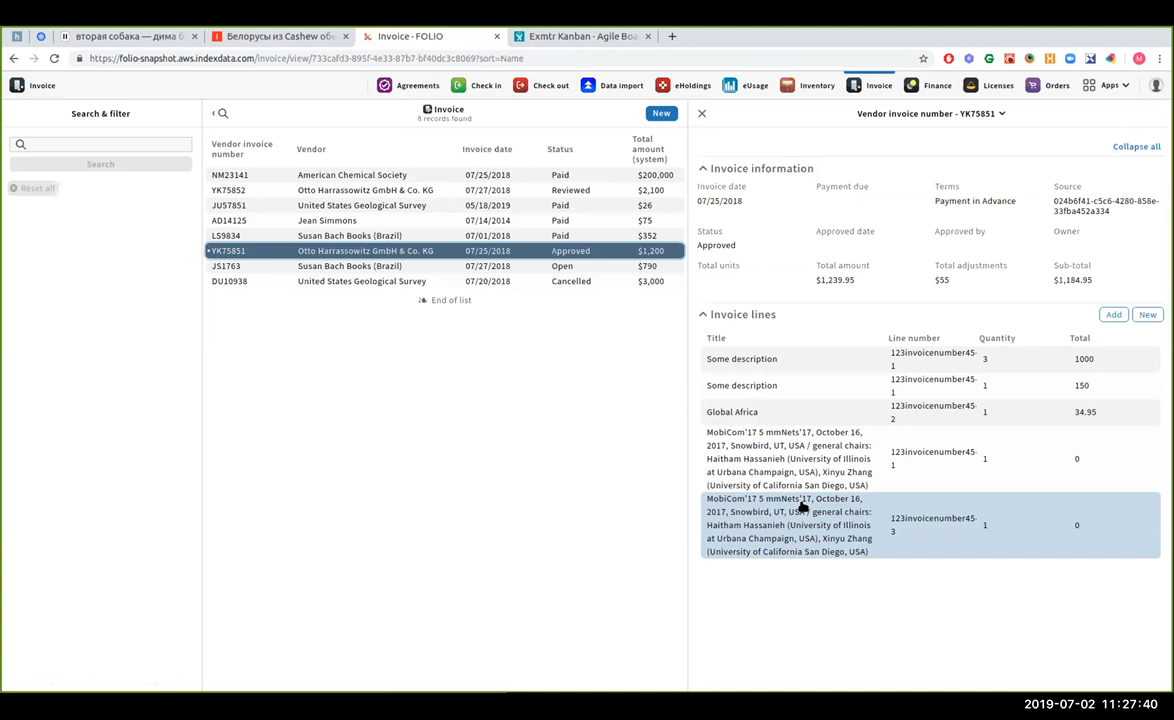 вторая собака — дима б
Белорусы из Cashew обе
Invoice - FOLIO
Exmtr Kanban - Agile Boa
https://folio-snapshot.aws.indexdata.com/invoice/view/733cafd3-895f-4e33-87b7-bf40dc3c8069?sort=Name
M
Invoice
Agreements
Check in
Check out
Data import
eHoldings
eUsage
Inventory
Invoice
Finance
Licenses
Orders
Apps
Search & filter
Search
Reset all
Invoice
8 records found
New
Vendor invoice number
Vendor
Invoice date
Status
Total amount (system)
NM23141 American Chemical Society 07/25/2018 Paid $200,000
YK75852 Otto Harrassowitz GmbH & Co. KG 07/27/2018 Reviewed $2,100
JU57851 United States Geological Survey 05/18/2019 Paid $26
AD14125 Jean Simmons 07/14/2014 Paid $75
LS9834 Susan Bach Books (Brazil) 07/01/2018 Paid $352
YK75851 Otto Harrassowitz GmbH & Co. KG 07/25/2018 Approved $1,200
JS1763 Susan Bach Books (Brazil) 07/27/2018 Open $790
DU10938 United States Geological Survey 07/20/2018 Cancelled $3,000
End of list
Vendor invoice number - YK75851
Collapse all
Invoice information
Invoice date Payment due Terms Source
07/25/2018 Payment in Advance 024b6f41-c5c6-4280-858e-
33fba452a334
Status Approved date Approved by Owner
Approved
Total units Total amount Total adjustments Sub-total
$1,239.95 $55 $1,184.95
Invoice lines
Add
New
Title Line number Quantity Total
Some description 123invoicenumber45-1 3 1000
Some description 123invoicenumber45-1 1 150
Global Africa 123invoicenumber45-2 1 34.95
MobiCom'17 5 mmNets'17, October 16,
2017, Snowbird, UT, USA / general chairs:
Haitham Hassanieh (University of Illinois
at Urbana Champaign, USA), Xinyu Zhang
(University of California San Diego, USA)
123invoicenumber45-1 1 0
MobiCom'17 5 mmNets'17, October 16,
2017, Snowbird, UT, USA / general chairs:
Haitham Hassanieh (University of Illinois
at Urbana Champaign, USA), Xinyu Zhang
(University of California San Diego, USA)
123invoicenumber45-3 1 0
2019-07-02 11:27:40